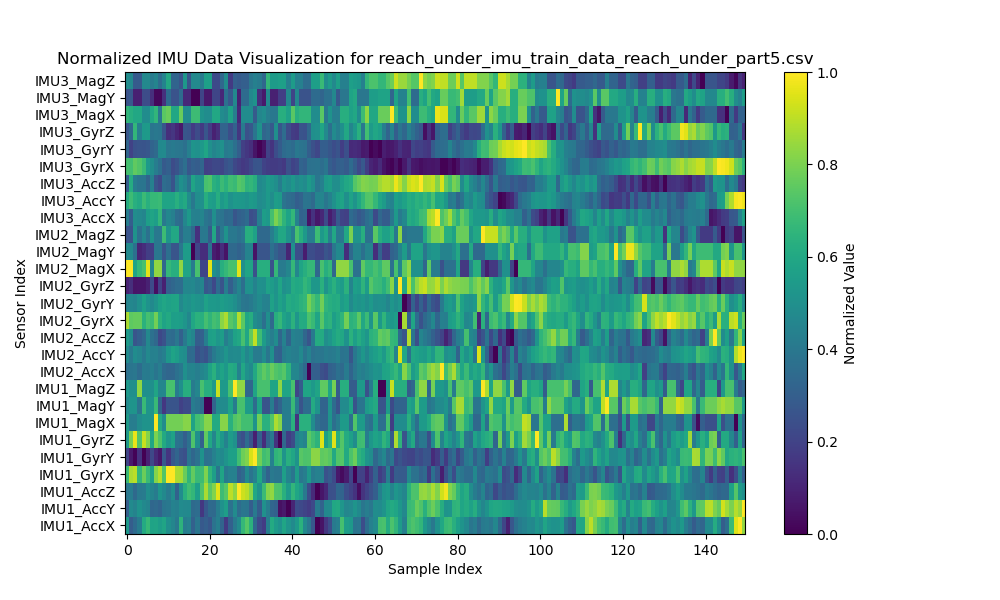 Normalized IMU Data Visualization for reach_under_imu_train_data_reach_under_part5.csv
IMU3_MagZ
IMU3_MagY
IMU3_MagX
IMU3_GyrZ
IMU3_GyrY
IMU3_GyrX
IMU3_AccZ
IMU3_AccY
IMU3_AccX
IMU2_MagZ
IMU2_MagY
IMU2_MagX
IMU2_GyrZ
IMU2_GyrY
IMU2_GyrX
IMU2_AccZ
IMU2_AccY
IMU2_AccX
IMU1_MagZ
IMU1_MagY
IMU1_MagX
IMU1_GyrZ
IMU1_GyrY
IMU1_GyrX
IMU1_AccZ
IMU1_AccY
IMU1_AccX
Sensor Index
0 20 40 60 80 100 120 140
Sample Index
1.0
0.8
0.6
0.4
0.2
0.0
Normalized Value